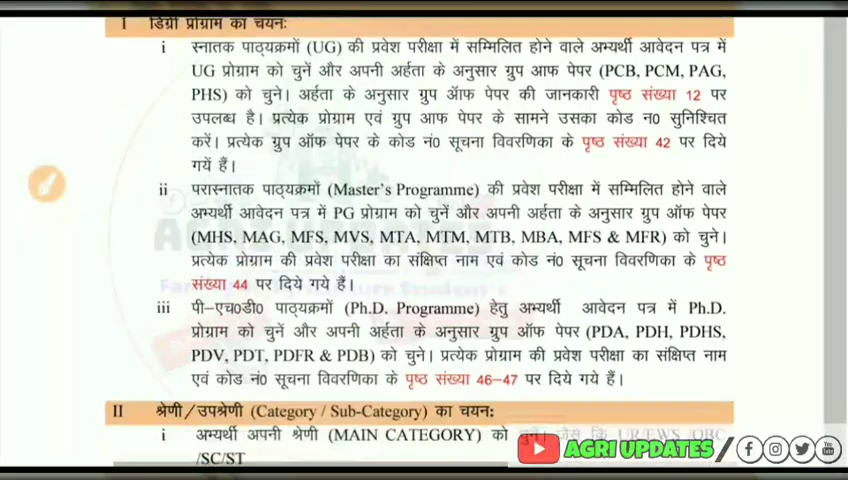 I डिग्री प्रोग्राम का चयनः
i स्नातक पाठ्यक्रमों (UG) की प्रवेश परीक्षा में सम्मिलित होने वाले अभ्यर्थी आवेदन पत्र में
UG प्रोग्राम को चुनें और अपनी अर्हता के अनुसार ग्रुप आफ पेपर (PCB, PCM, PAG,
PHS) को चुने। अर्हता के अनुसार ग्रुप ऑफ पेपर की जानकारी पृष्ठ संख्या 12 पर
उपलब्ध है। प्रत्येक प्रोग्राम एवं ग्रुप आफ पेपर के सामने उसका कोड न0 सुनिश्चित
करें। प्रत्येक ग्रुप ऑफ पेपर के कोड नं0 सूचना विवरणिका के पृष्ठ संख्या 42 पर दिये
गयें हैं।
ii परास्नातक पाठ्यक्रमों (Master's Programme) की प्रवेश परीक्षा में सम्मिलित होने वाले
अभ्यर्थी आवेदन पत्र में PG प्रोग्राम को चुनें और अपनी अर्हता के अनुसार ग्रुप ऑफ पेपर
(MHS, MAG, MFS, MVS, MTA, MTM, MTB, MBA, MFS & MFR) को चुने।
प्रत्येक प्रोग्राम की प्रवेश परीक्षा का संक्षिप्त नाम एवं कोड नं0 सूचना विवरणिका के पृष्ठ
संख्या 44 पर दिये गये हैं।
iii पी–एच0डी0 पाठ्यक्रमों (Ph.D. Programme) हेतु अभ्यर्थी आवेदन पत्र में Ph.D.
प्रोग्राम को चुनें और अपनी अर्हता के अनुसार ग्रुप ऑफ पेपर (PDA, PDH, PDHS,
PDV, PDT, PDFR & PDB) को चुने। प्रत्येक प्रोग्राम की प्रवेश परीक्षा का संक्षिप्त नाम
एवं कोड नं0 सूचना विवरणिका के पृष्ठ संख्या 46–47 पर दिये गये हैं।
II श्रेणी/उपश्रेणी (Category / Sub-Category) का चयन:
i अभ्यर्थी अपनी श्रेणी (MAIN CATEGORY) को चुनें। जैसे कि UR/EWS /OBC
/SC/ST
AGRI UPDATES
AGRI UPDATES